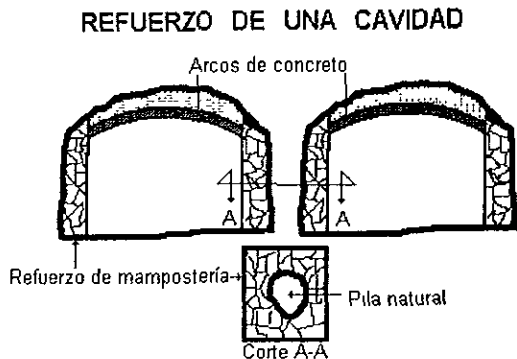 REFUERZO DE UNA CAVIDAD
Arcos de concreto
A
A
Refuerzo de mampostería
Pila natural
Corte A-A